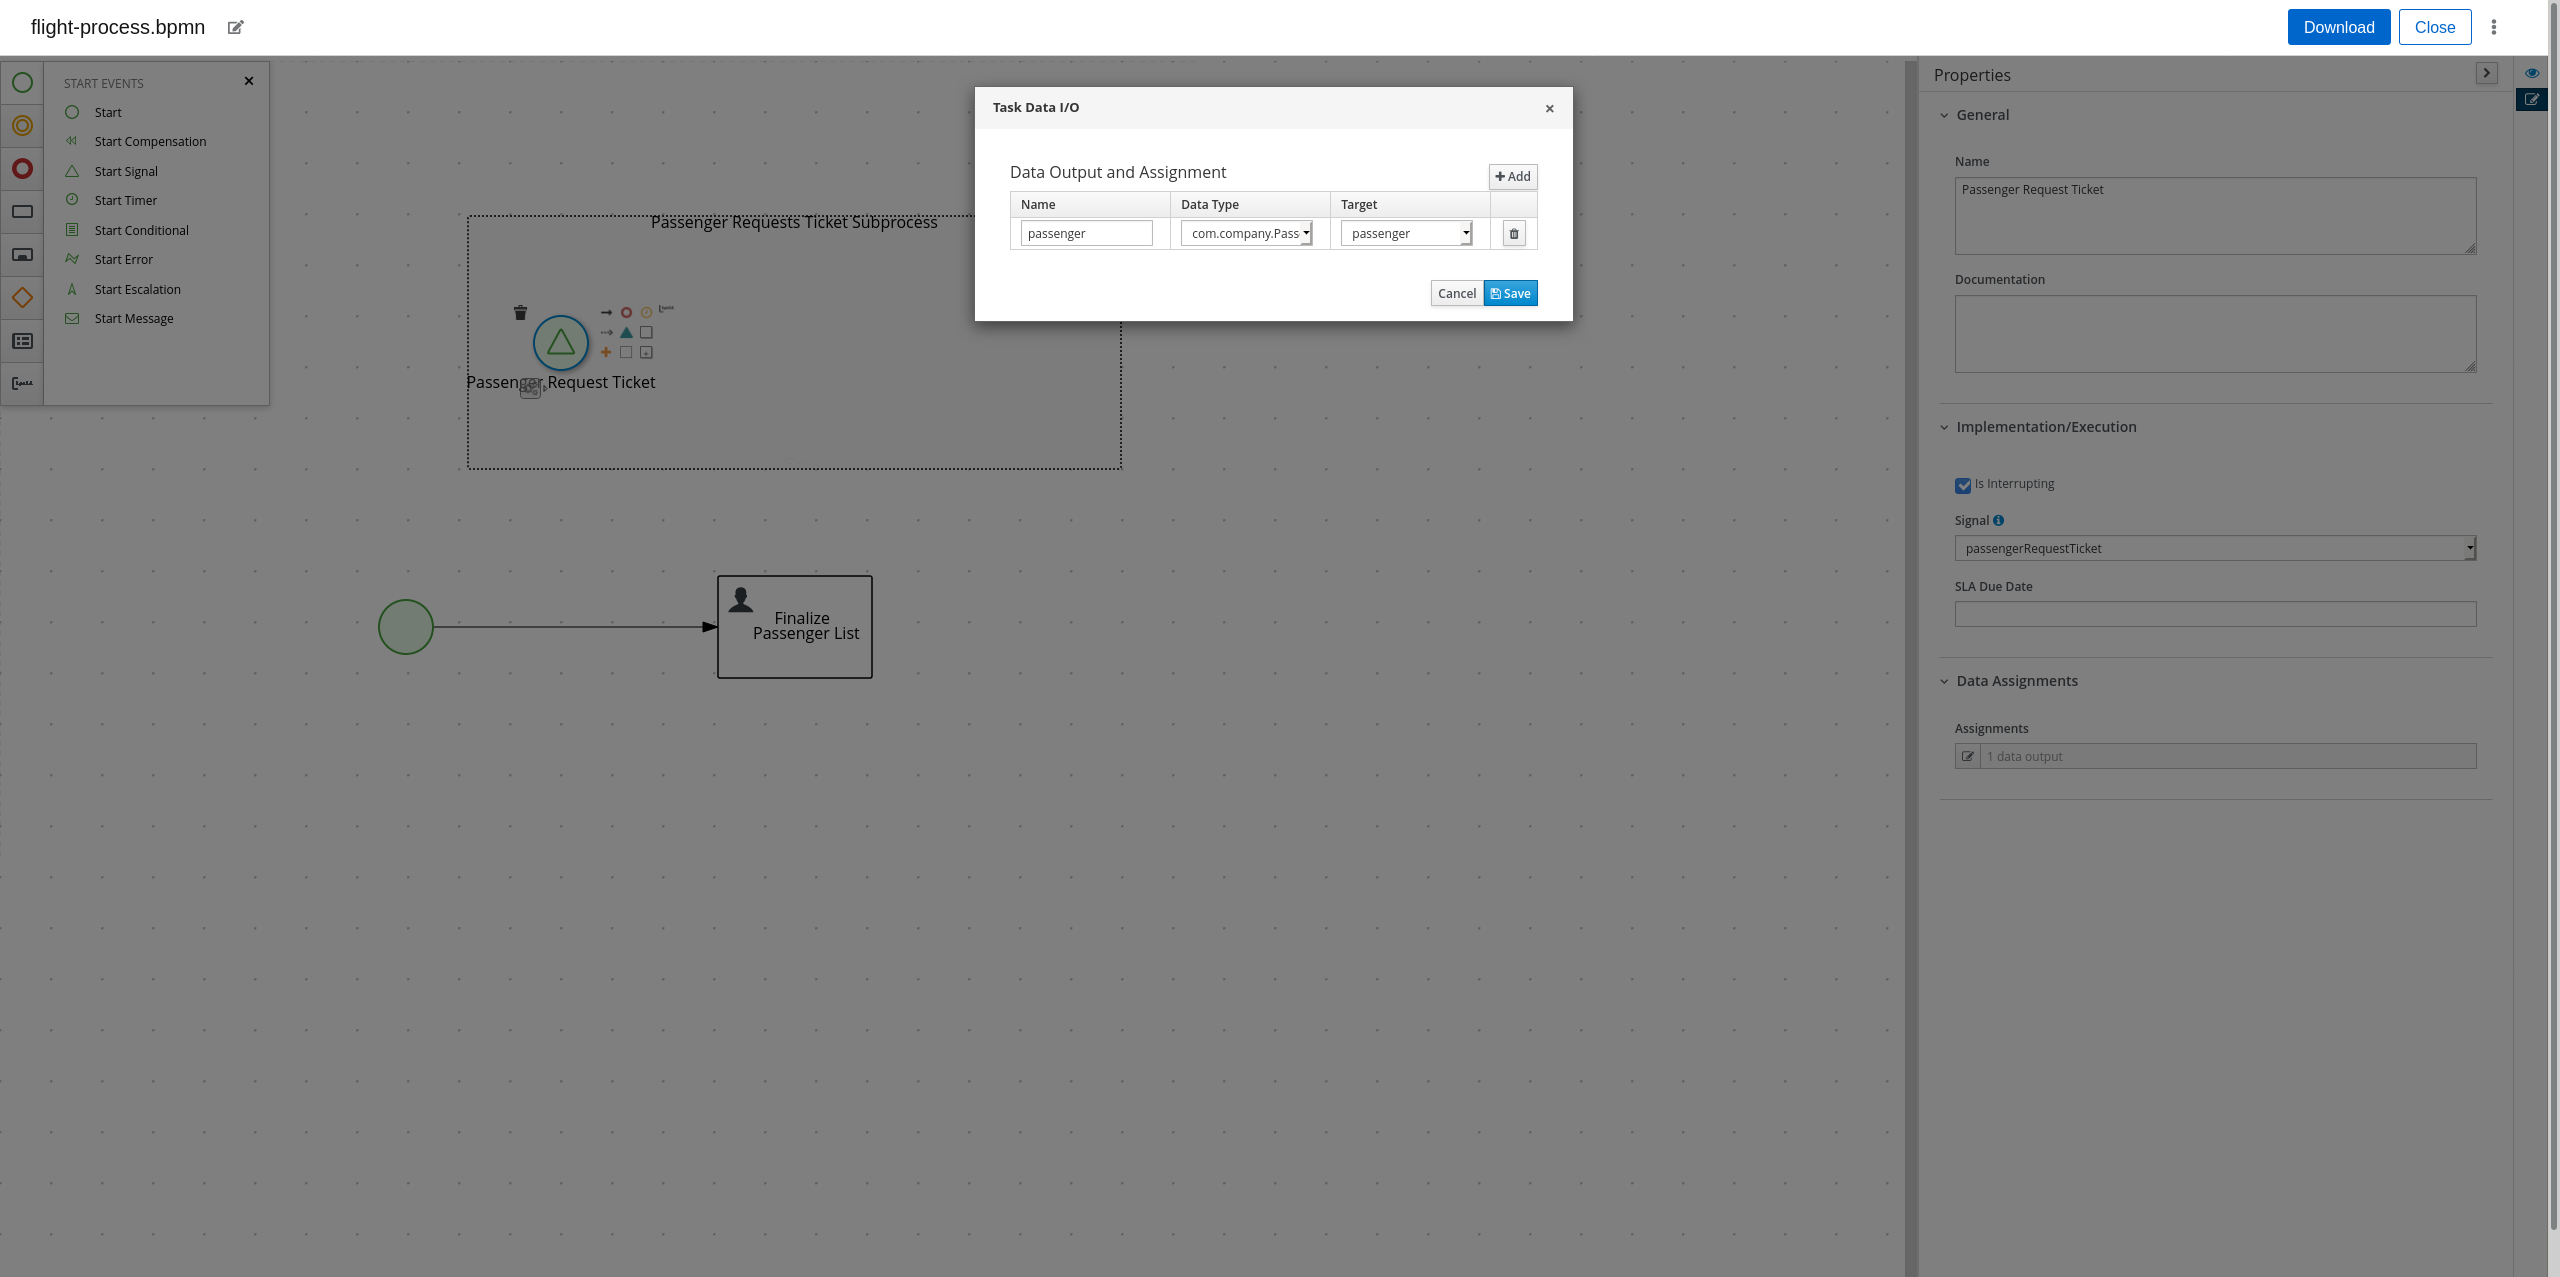 flight-process.bpmn
Download
Close
START EVENTS
Start
Start Compensation
Start Signal
Start Timer
Start Conditional
Start Error
Start Escalation
Start Message
Passenger Requests Ticket Subprocess
Passenger Request Ticket
Finalize
Passenger List
Task Data I/O
Data Output and Assignment
Add
Name Data Type Target
passenger com.company.Pass passenger
Cancel Save
Properties
General
Name
Passenger Request Ticket
Documentation
Implementation/Execution
Is Interrupting
Signal
passengerRequestTicket
SLA Due Date
Data Assignments
Assignments
1 data output